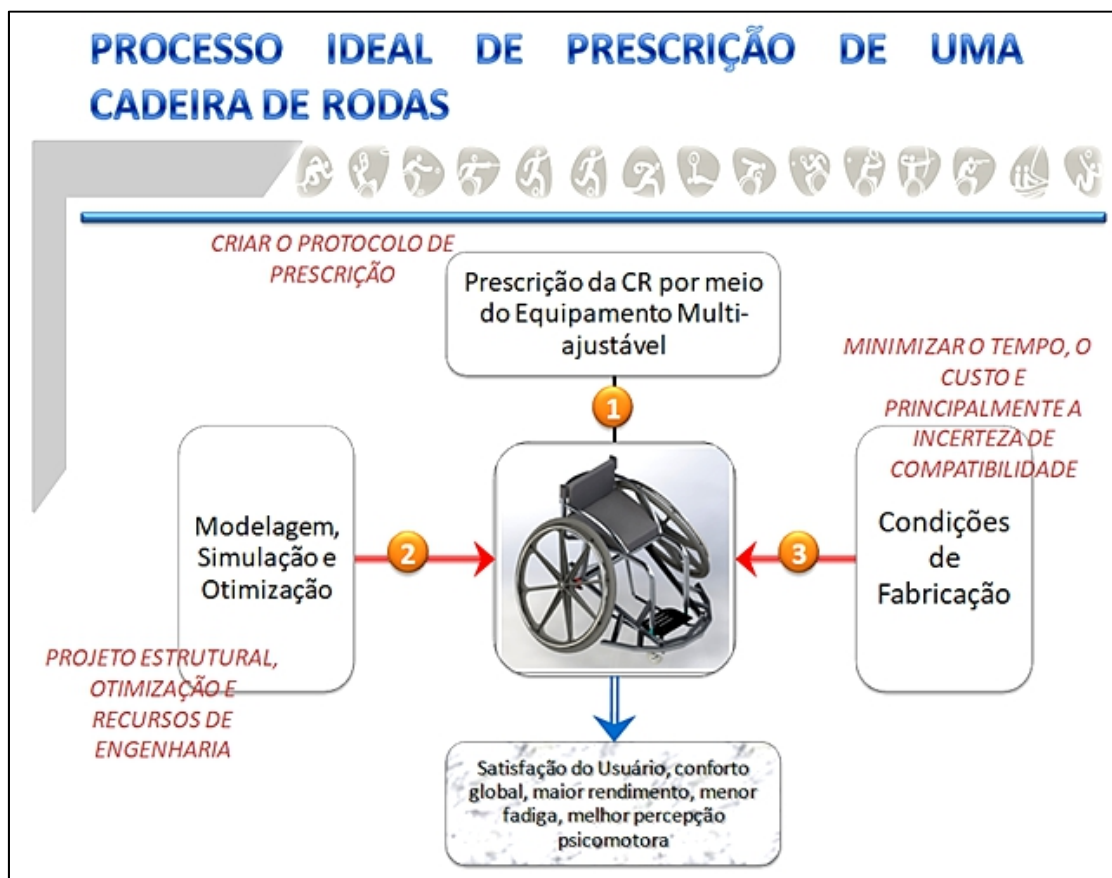 PROCESSO IDEAL DE PRESCRIÇÃO DE UMA
CADEIRA DE RODAS
CRIAR O PROTOCOLO DE
PRESCRIÇÃO
Prescrição da CR por meio
do Equipamento Multi-
ajustável
MINIMIZAR O TEMPO, O
CUSTO E
PRINCIPALMENTE A
INCERTEZA DE
COMPATIBILIDADE
1
Modelagem,
Simulação e
Otimização
2
3
Condições
de
Fabricação
PROJETO ESTRUTURAL,
OTIMIZAÇÃO E
RECURSOS DE
ENGENHARIA
Satisfação do Usuário, conforto
global, maior rendimento, menor
fadiga, melhor percepção
psicomotora